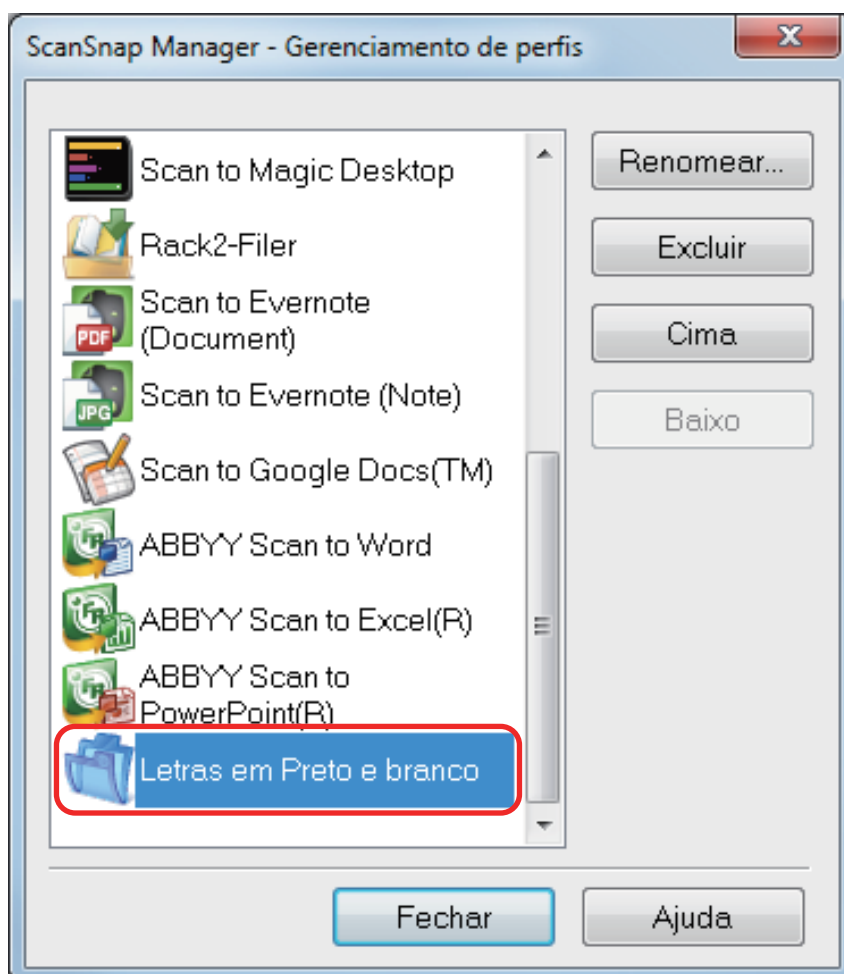 ScanSnap Manager - Gerenciamento de perfis
Scan to Magic Desktop
Rack2-Filer
Scan to Evernote
(Document)
PDF
Scan to Evernote (Note)
JPG
Scan to Google Docs(TM)
ABBYY Scan to Word
ABBYY Scan to Excel(R)
ABBYY Scan to
PowerPoint(R)
Letras em Preto e branco
Renomear...
Excluir
Cima
Baixo
Fechar
Ajuda